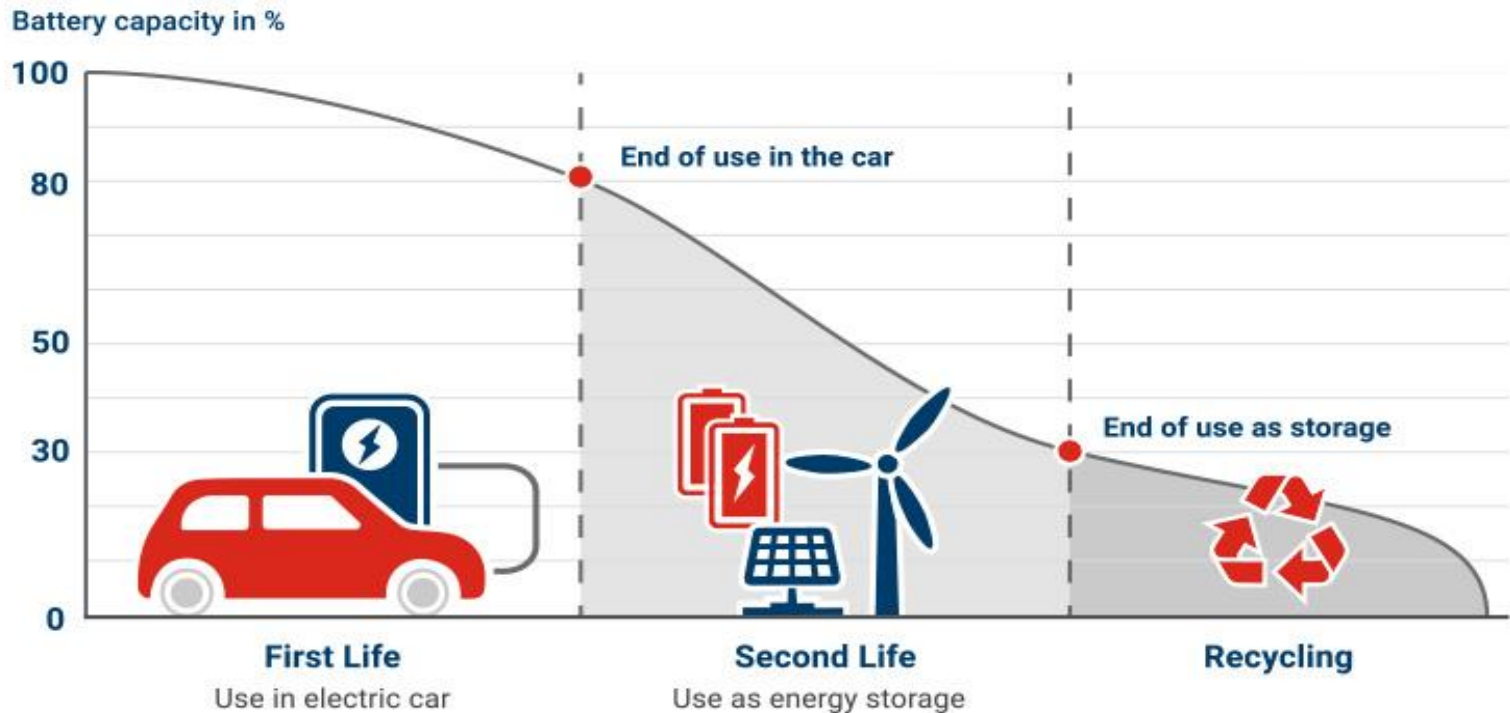 Battery capacity in %
100
80
50
30
0
End of use in the car
End of use as storage
First Life
Use in electric car
Second Life
Use as energy storage
Recycling